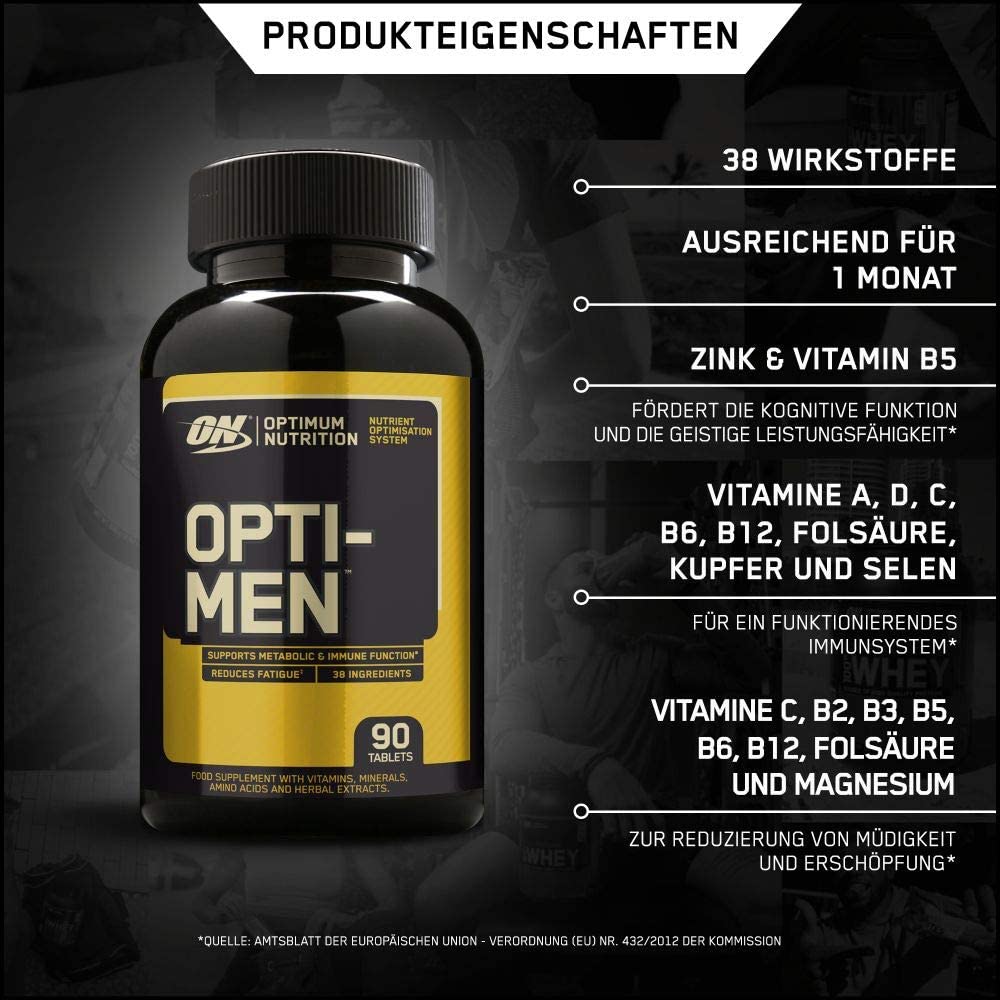 PRODUKTEIGENSCHAFTEN
38 WIRKSTOFFE
AUSREICHEND FÜR
1 MONAT
ZINK & VITAMIN B5
FÖRDERT DIE KOGNITIVE FUNKTION
UND DIE GEISTIGE LEISTUNGSFÄHIGKEIT*
VITAMINE A, D, C,
B6, B12, FOLSÄURE,
KUPFER UND SELEN
FÜR EIN FUNKTIONIERENDES
IMMUNSYSTEM*
VITAMINE C, B2, B3, B5,
B6, B12, FOLSÄURE
UND MAGNESIUM
ZUR REDUZIERUNG VON MÜDIGKEIT
UND ERSCHÖPFUNG*
ON® OPTIMUM NUTRITION
NUTRIENT
OPTIMISATION
SYSTEM
OPTI-
MEN™
SUPPORTS METABOLIC & IMMUNE FUNCTION*
REDUCES FATIGUE‡ 38 INGREDIENTS
90
TABLETS
FOOD SUPPLEMENT WITH VITAMINS, MINERALS,
AMINO ACIDS AND HERBAL EXTRACTS.
WHEY
WHEY
WHEY
*QUELLE: AMTSBLATT DER EUROPÄISCHEN UNION - VERORDNUNG (EU) NR. 432/2012 DER KOMMISSION